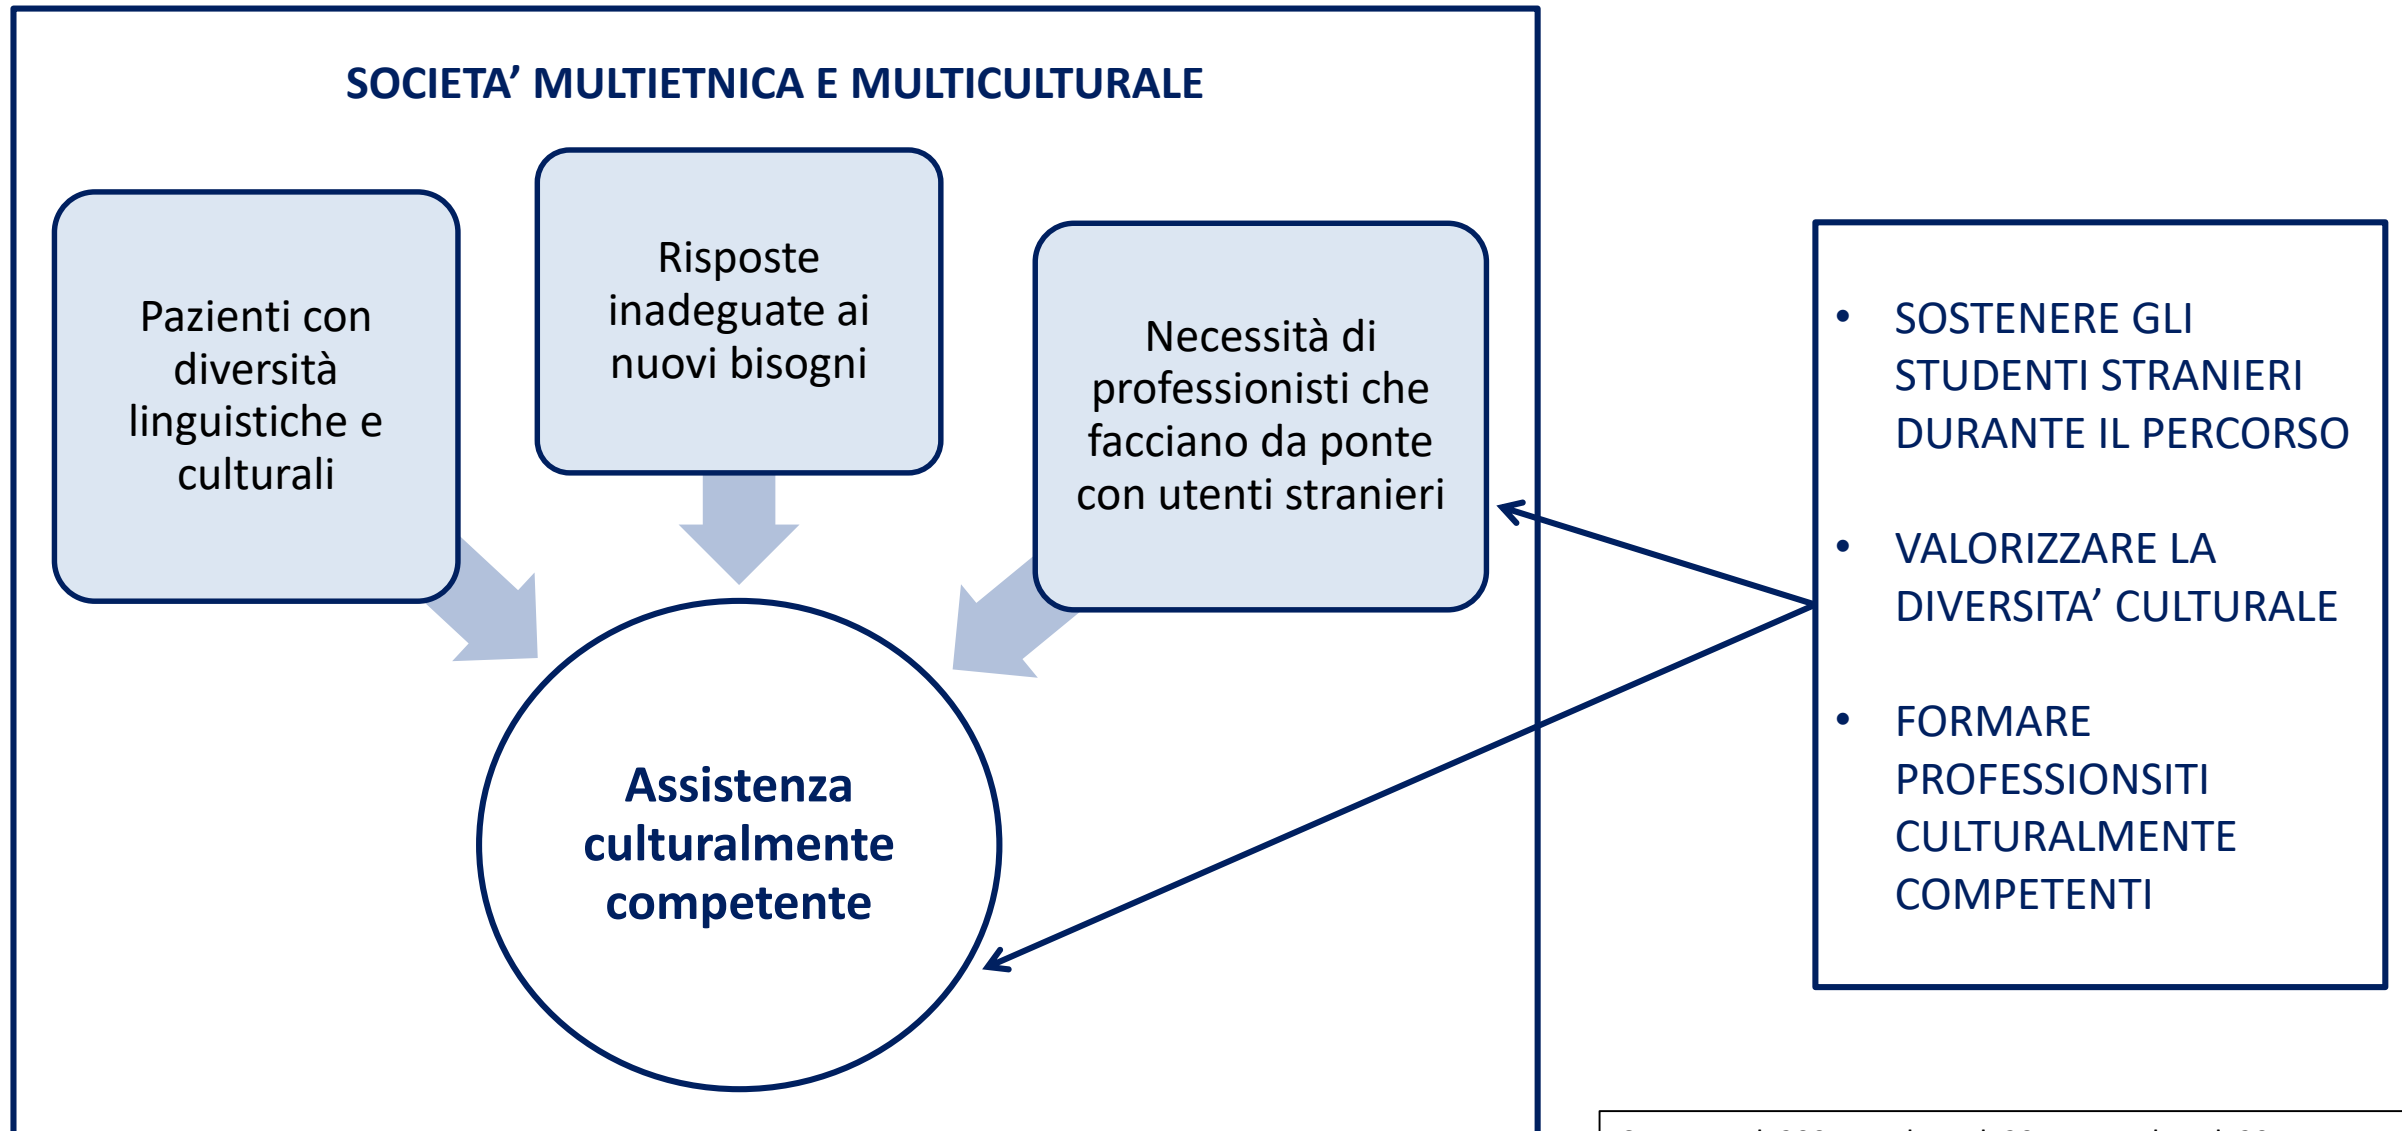 SOCIETA’ MULTIETNICA E MULTICULTURALE
Pazienti con
diversità
linguistiche e
culturali
Risposte
inadeguate ai
nuovi bisogni
Necessità di
professionisti che
facciano da ponte
con utenti stranieri
Assistenza
culturalmente
competente
• SOSTENERE GLI
STUDENTI STRANIERI
DURANTE IL PERCORSO
• VALORIZZARE LA
DIVERSITA’ CULTURALE
• FORMARE
PROFESSIONSITI
CULTURALMENTE
COMPETENTI